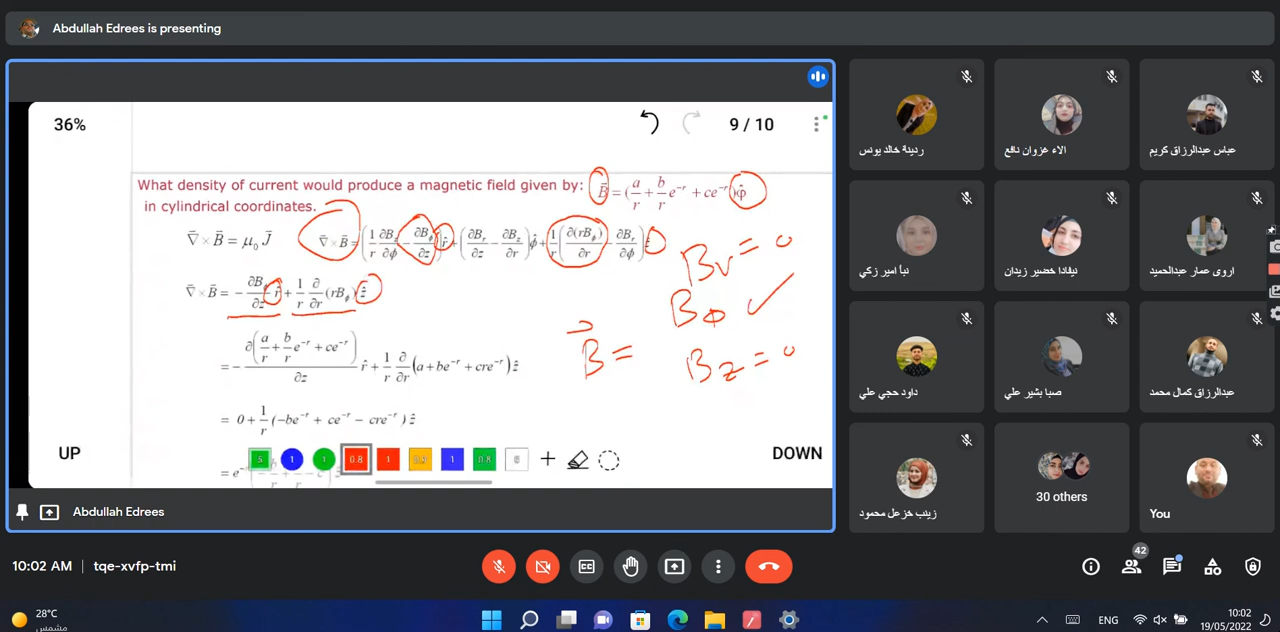 Abdullah Edrees is presenting
36%
9 / 10
What density of current would produce a magnetic field given by: B⃗ = (a/r + b/r e⁻ʳ + ce⁻ʳ)φ̂
in cylindrical coordinates.
∇⃗ × B⃗ = μ₀ J⃗
∇⃗ × B⃗ = (1/r ∂B_z/∂ϕ − ∂B_ϕ/∂z) r̂ + (∂B_r/∂z − ∂B_z/∂r) ϕ̂ + 1/r (∂(rB_ϕ)/∂r − ∂B_r/∂ϕ) ẑ
Br = 0
∇⃗ × B⃗ = − ∂B_ϕ/∂z r̂ + 1/r ∂/∂r (rB_ϕ) ẑ
Bϕ ✓
B⃗ =
Bz = 0
= − ∂(a/r + b/r e⁻ʳ + ce⁻ʳ)/∂z r̂ + 1/r ∂/∂r (a + be⁻ʳ + cre⁻ʳ) ẑ
= 0 + 1/r (−be⁻ʳ + ce⁻ʳ − cre⁻ʳ) ẑ
UP
5 1 1 0.8 1 1 0.8
DOWN
Abdullah Edrees
ردينة خالد يونس
الاء غزوان نافع
عباس عبدالرزاق كريم
نبأ امير زكي
نيفادا خضير زيدان
اروى عمار عبدالحميد
داود حجي علي
صبا بشير علي
عبدالرزاق كمال محمد
زينب خزعل محمود
30 others
You
10:02 AM | tqe-xvfp-tmi
CC
42
28°C
مشمس
ENG
10:02
19/05/2022